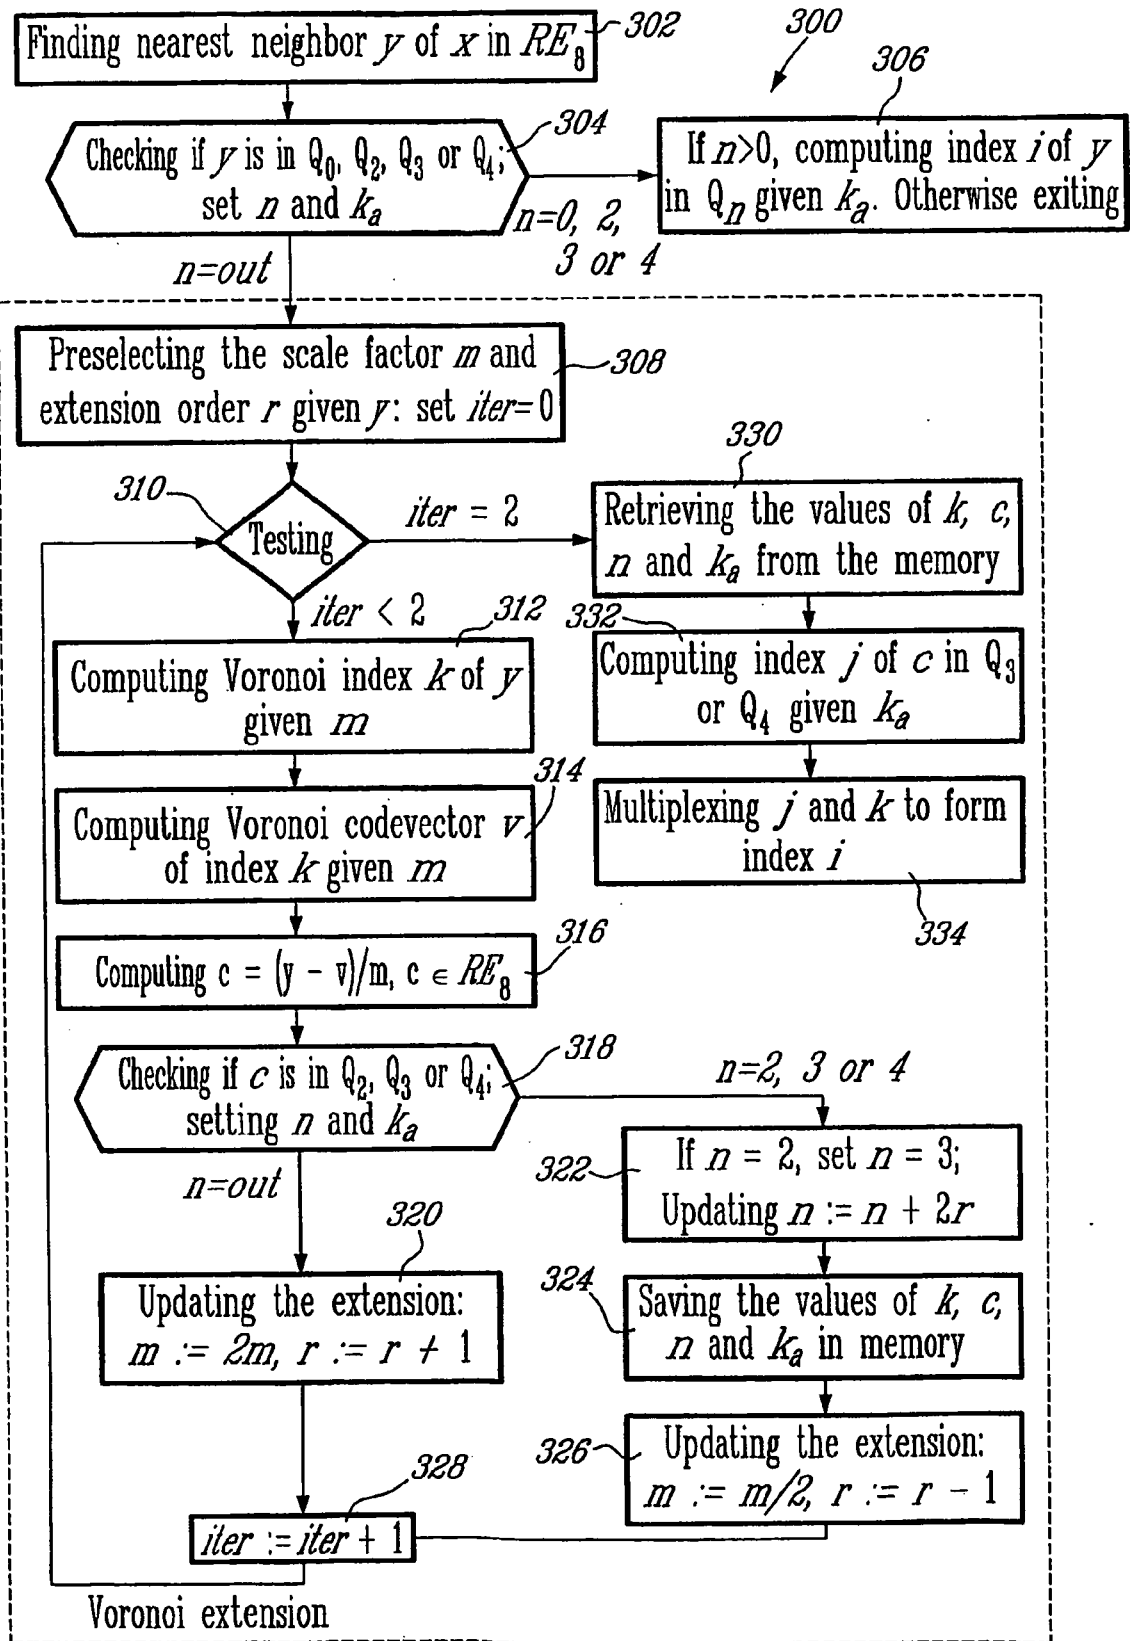 Finding nearest neighbor y of x in RE8
302
300
306
Checking if y is in Q0, Q2, Q3 or Q4;
set n and ka
304
If n>0, computing index i of y
in Qn given ka. Otherwise exiting
n=0, 2,
3 or 4
n=out
Preselecting the scale factor m and
extension order r given y: set iter=0
308
310
Testing
iter = 2
330
Retrieving the values of k, c,
n and ka from the memory
iter < 2
312
332
Computing Voronoi index k of y
given m
Computing index j of c in Q3
or Q4 given ka
314
Computing Voronoi codevector v
of index k given m
Multiplexing j and k to form
index i
334
316
Computing c = (y - v)/m, c ∈ RE8
318
Checking if c is in Q2, Q3 or Q4;
setting n and ka
n=2, 3 or 4
n=out
322
If n = 2, set n = 3;
Updating n := n + 2r
320
Updating the extension:
m := 2m, r := r + 1
324
Saving the values of k, c,
n and ka in memory
326
Updating the extension:
m := m/2, r := r - 1
328
iter := iter + 1
Voronoi extension